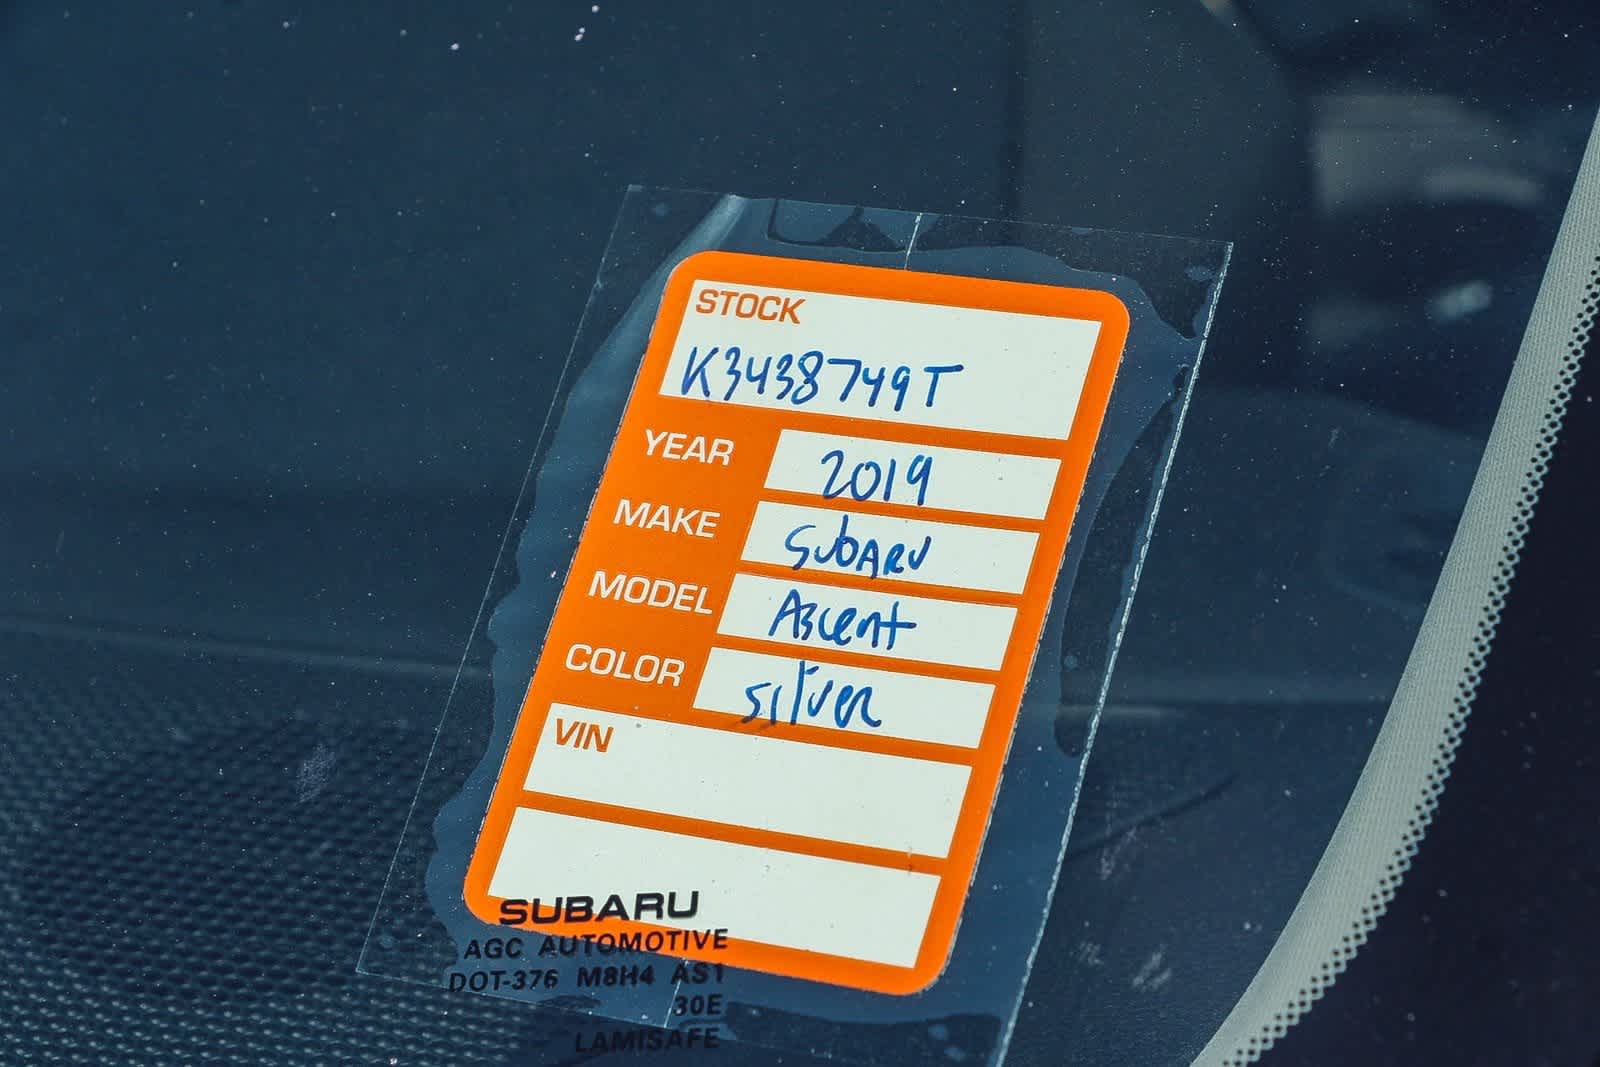 STOCK
K3438749T
YEAR 2019
MAKE Subaru
MODEL Ascent
COLOR silver
VIN
SUBARU
AGC AUTOMOTIVE
DOT-376 M8H4 AS1
30E
LAMISAFE